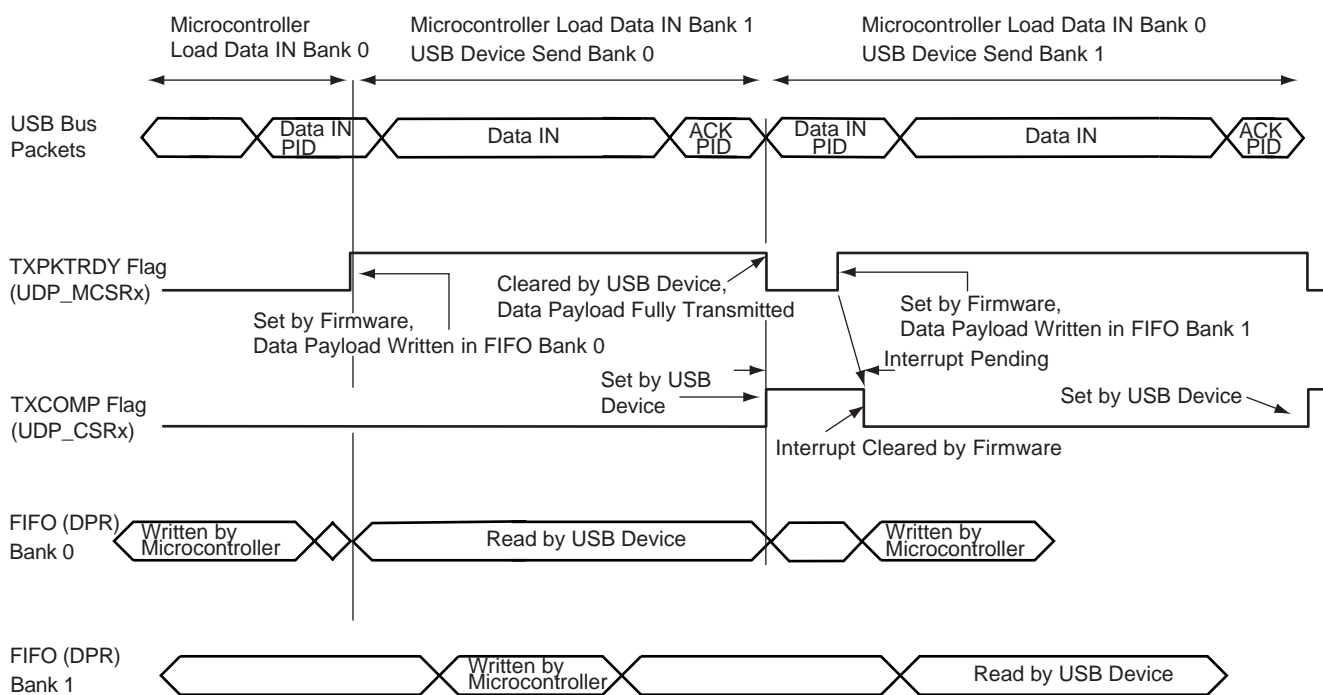 Microcontroller
Load Data IN Bank 0
Microcontroller Load Data IN Bank 1
USB Device Send Bank 0
Microcontroller Load Data IN Bank 0
USB Device Send Bank 1
USB Bus
Packets
Data IN
PID
Data IN
ACK
PID
Data IN
PID
Data IN
ACK
PID
TXPKTRDY Flag
(UDP_MCSRx)
Set by Firmware,
Data Payload Written in FIFO Bank 0
Cleared by USB Device,
Data Payload Fully Transmitted
Set by Firmware,
Data Payload Written in FIFO Bank 1
Interrupt Pending
Set by USB
Device
TXCOMP Flag
(UDP_CSRx)
Set by USB Device
Interrupt Cleared by Firmware
FIFO (DPR)
Bank 0
Written by
Microcontroller
Read by USB Device
Written by
Microcontroller
FIFO (DPR)
Bank 1
Written by
Microcontroller
Read by USB Device